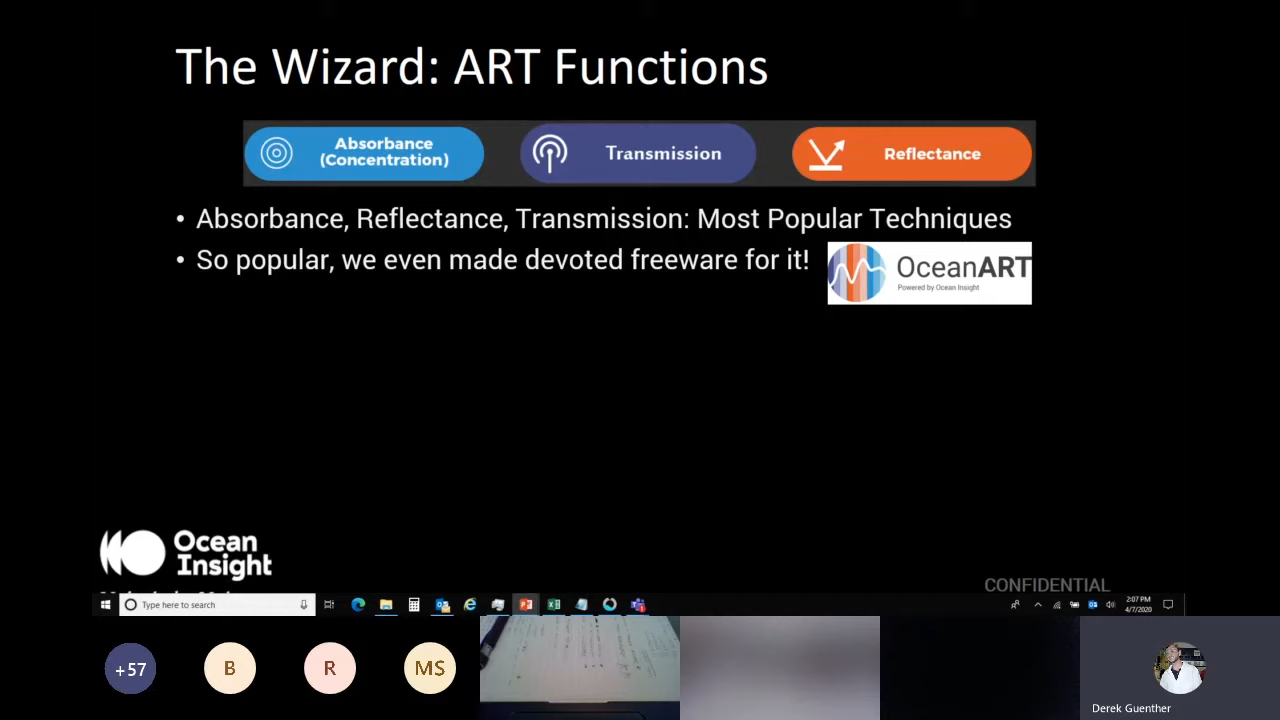 The Wizard: ART Functions
Absorbance
(Concentration)
Transmission
Reflectance
• Absorbance, Reflectance, Transmission: Most Popular Techniques
• So popular, we even made devoted freeware for it!
OceanART
Powered by Ocean Insight
Ocean
Insight
CONFIDENTIAL
Type here to search
2:07 PM
4/7/2020
+57
B
R
MS
Derek Guenther